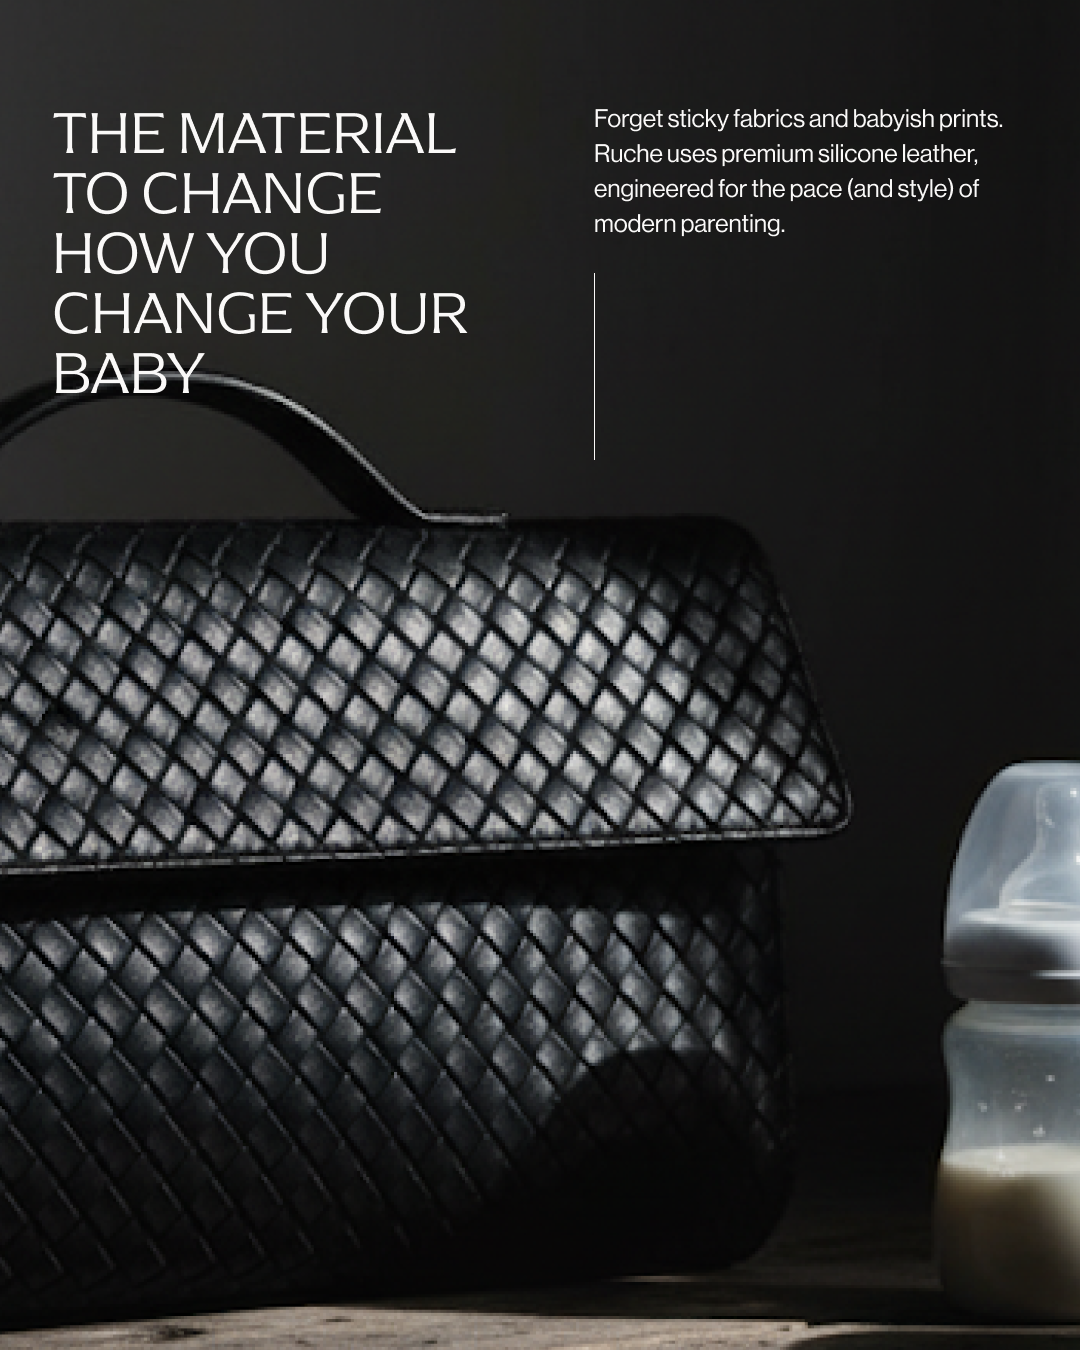 THE MATERIAL
TO CHANGE
HOW YOU
CHANGE YOUR
BABY
Forget sticky fabrics and babyish prints.
Ruche uses premium silicone leather,
engineered for the pace (and style) of
modern parenting.